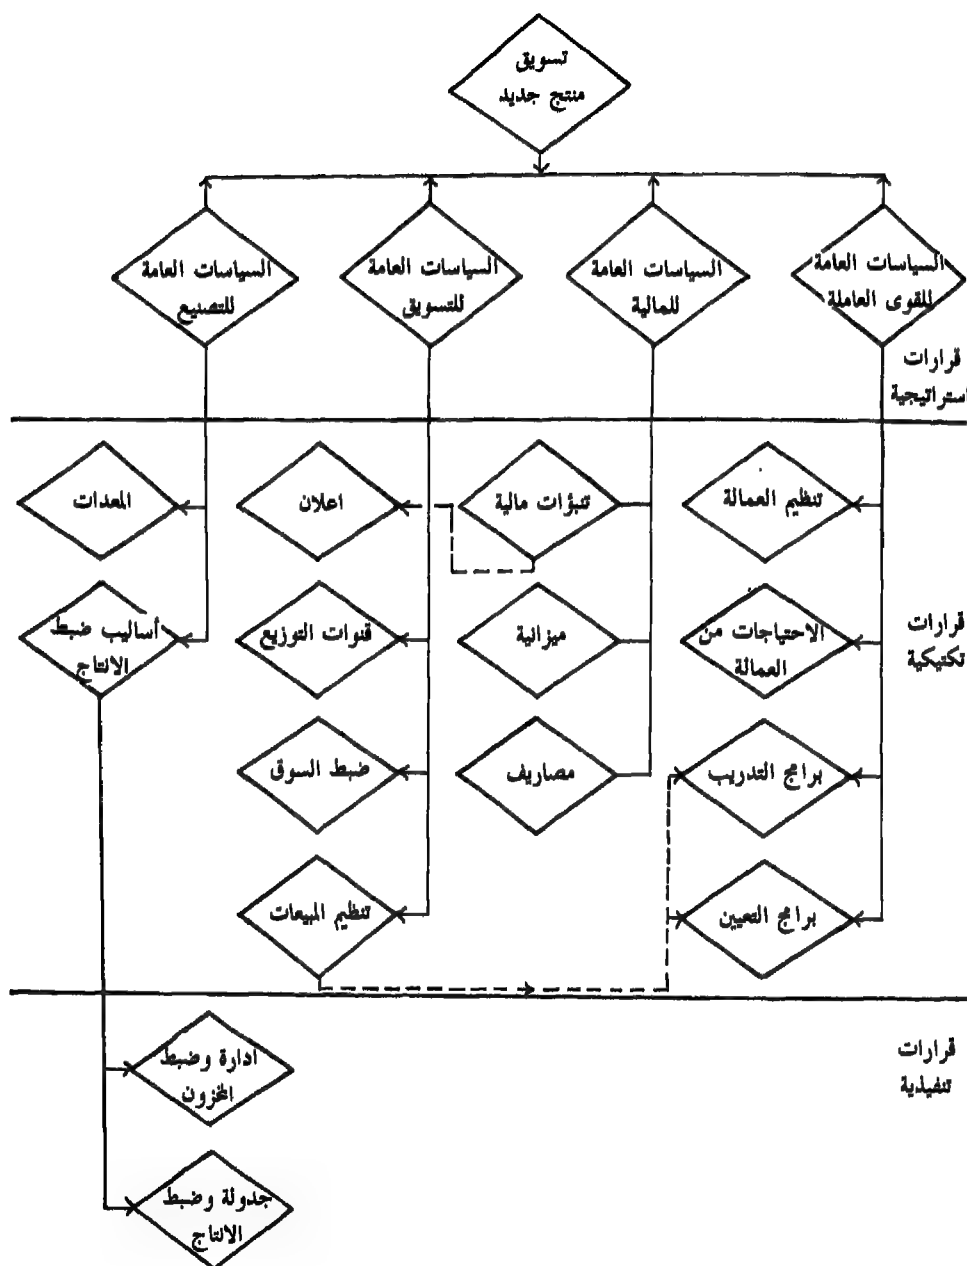 تسويق
منتج جديد
السياسات العامة
للقوى العاملة
السياسات العامة
للمالية
السياسات العامة
للتسويق
السياسات العامة
للتصنيع
قرارات
استراتيجية
تنظيم العمالة
تنبؤات مالية
اعلان
المعدات
قرارات
تكتيكية
الاحتياجات من
العمالة
ميزانية
قنوات التوزيع
أساليب ضبط
الانتاج
برامج التدريب
مصاريف
ضبط السوق
برامج التعيين
تنظيم المبيعات
قرارات
تنفيذية
ادارة وضبط
المخزون
جدولة وضبط
الانتاج